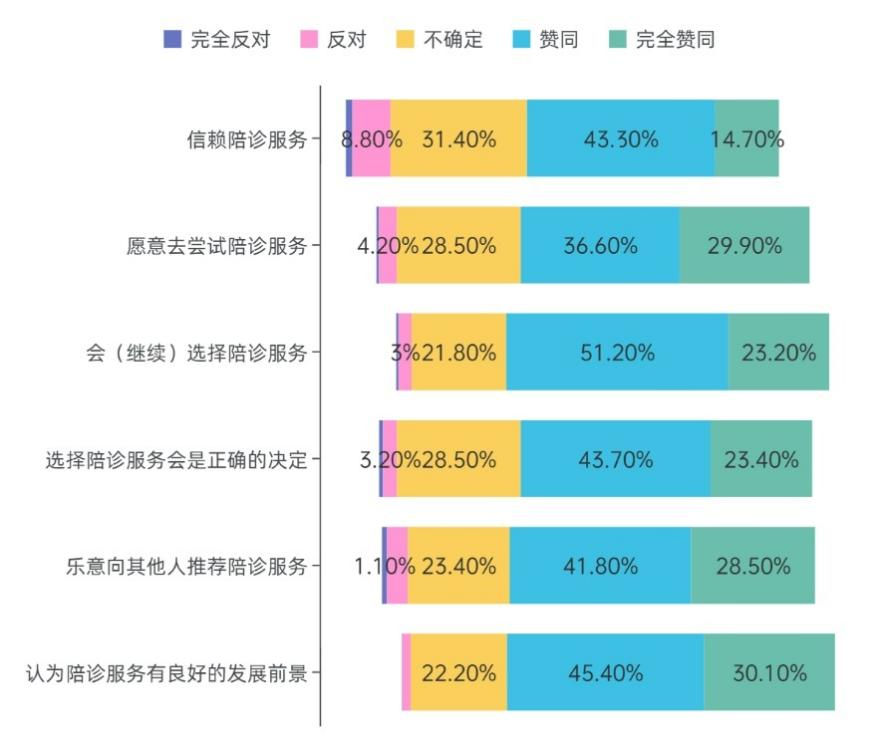 完全反对 反对 不确定 赞同 完全赞同
信赖陪诊服务 8.80% 31.40% 43.30% 14.70%
愿意去尝试陪诊服务 4.20% 28.50% 36.60% 29.90%
会（继续）选择陪诊服务 3% 21.80% 51.20% 23.20%
选择陪诊服务会是正确的决定 3.20% 28.50% 43.70% 23.40%
乐意向其他人推荐陪诊服务 1.10% 23.40% 41.80% 28.50%
认为陪诊服务有良好的发展前景 22.20% 45.40% 30.10%